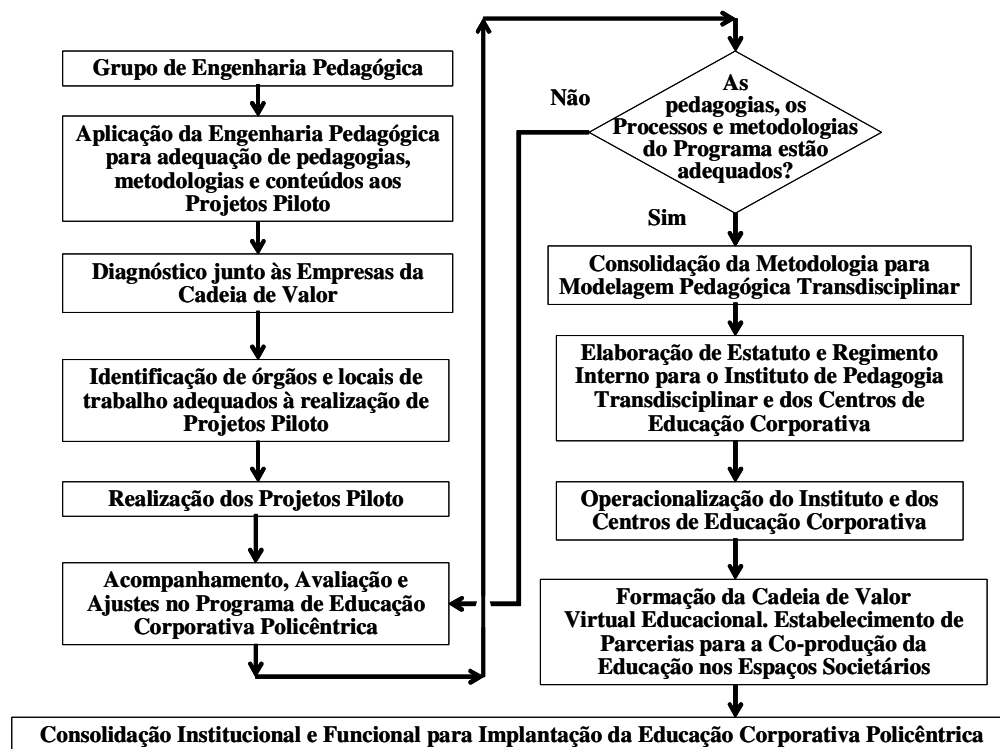 Grupo de Engenharia Pedagógica
Aplicação da Engenharia Pedagógica
para adequação de pedagogias,
metodologias e conteúdos aos
Projetos Piloto
Diagnóstico junto às Empresas da
Cadeia de Valor
Identificação de órgãos e locais de
trabalho adequados à realização de
Projetos Piloto
Realização dos Projetos Piloto
Acompanhamento, Avaliação e
Ajustes no Programa de Educação
Corporativa Policêntrica
As
pedagogias, os
Processos e metodologias
do Programa estão
adequados?
Não
Sim
Consolidação da Metodologia para
Modelagem Pedagógica Transdisciplinar
Elaboração de Estatuto e Regimento
Interno para o Instituto de Pedagogia
Transdisciplinar e dos Centros de
Educação Corporativa
Operacionalização do Instituto e dos
Centros de Educação Corporativa
Formação da Cadeia de Valor
Virtual Educacional. Estabelecimento de
Parcerias para a Co-produção da
Educação nos Espaços Societários
Consolidação Institucional e Funcional para Implantação da Educação Corporativa Policêntrica